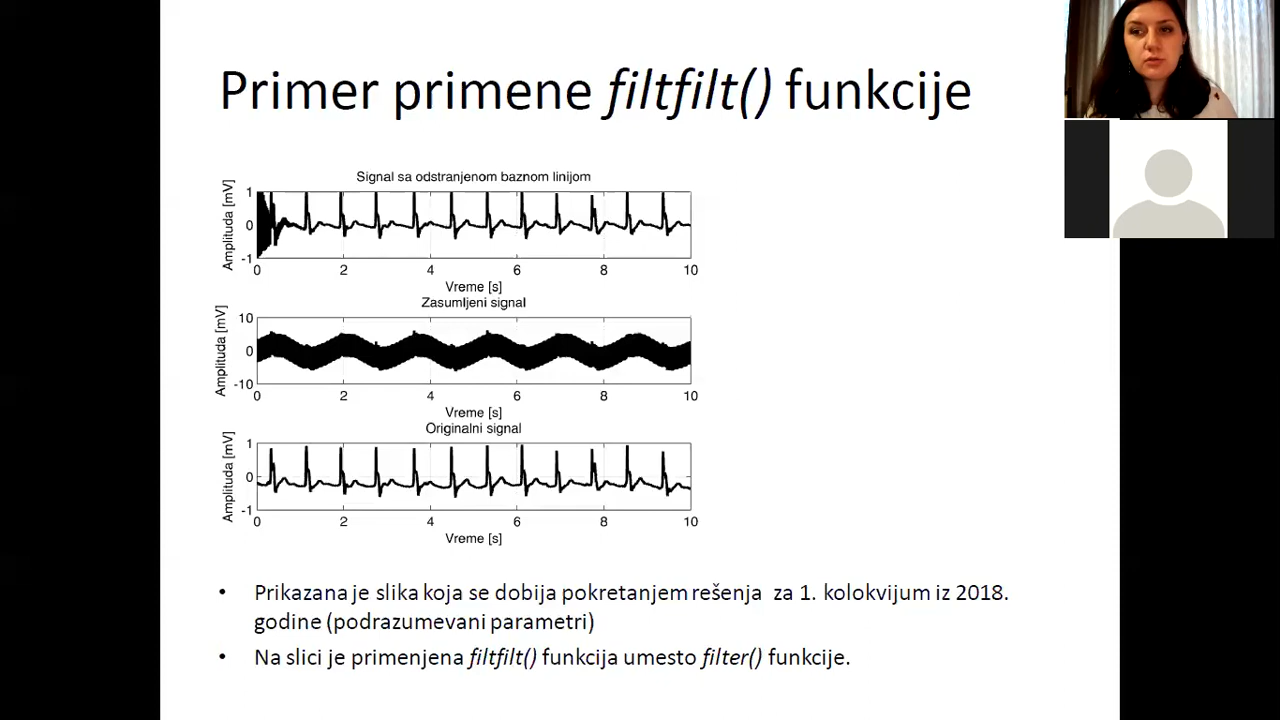 Primer primene filtfilt() funkcije
Signal sa odstranjenom baznom linijom
Amplituda [mV]
1
0
-1
0 2 4 6 8 10
Vreme [s]
Zasumljeni signal
Amplituda [mV]
10
0
-10
0 2 4 6 8 10
Vreme [s]
Originalni signal
Amplituda [mV]
1
0
-1
0 2 4 6 8 10
Vreme [s]
• Prikazana je slika koja se dobija pokretanjem rešenja za 1. kolokvijum iz 2018.
godine (podrazumevani parametri)
• Na slici je primenjena filtfilt() funkcija umesto filter() funkcije.